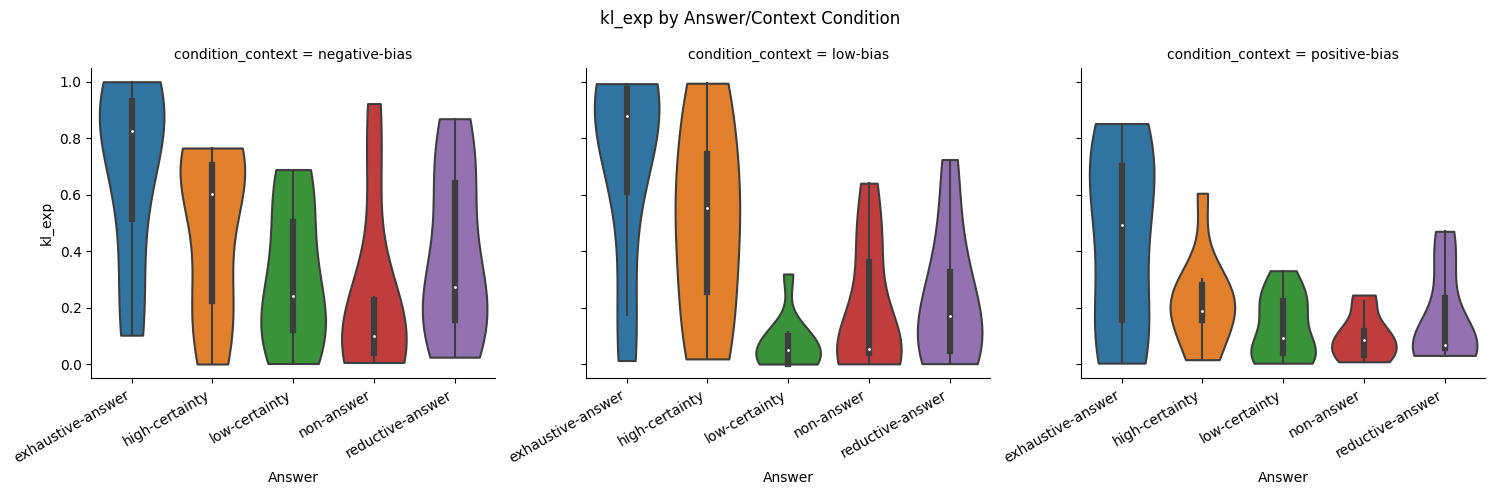 kl_exp by Answer/Context Condition
condition_context = negative-bias
condition_context = low-bias
condition_context = positive-bias
kl_exp
1.0
0.8
0.6
0.4
0.2
0.0
exhaustive-answer
high-certainty
low-certainty
non-answer
reductive-answer
Answer
exhaustive-answer
high-certainty
low-certainty
non-answer
reductive-answer
Answer
exhaustive-answer
high-certainty
low-certainty
non-answer
reductive-answer
Answer